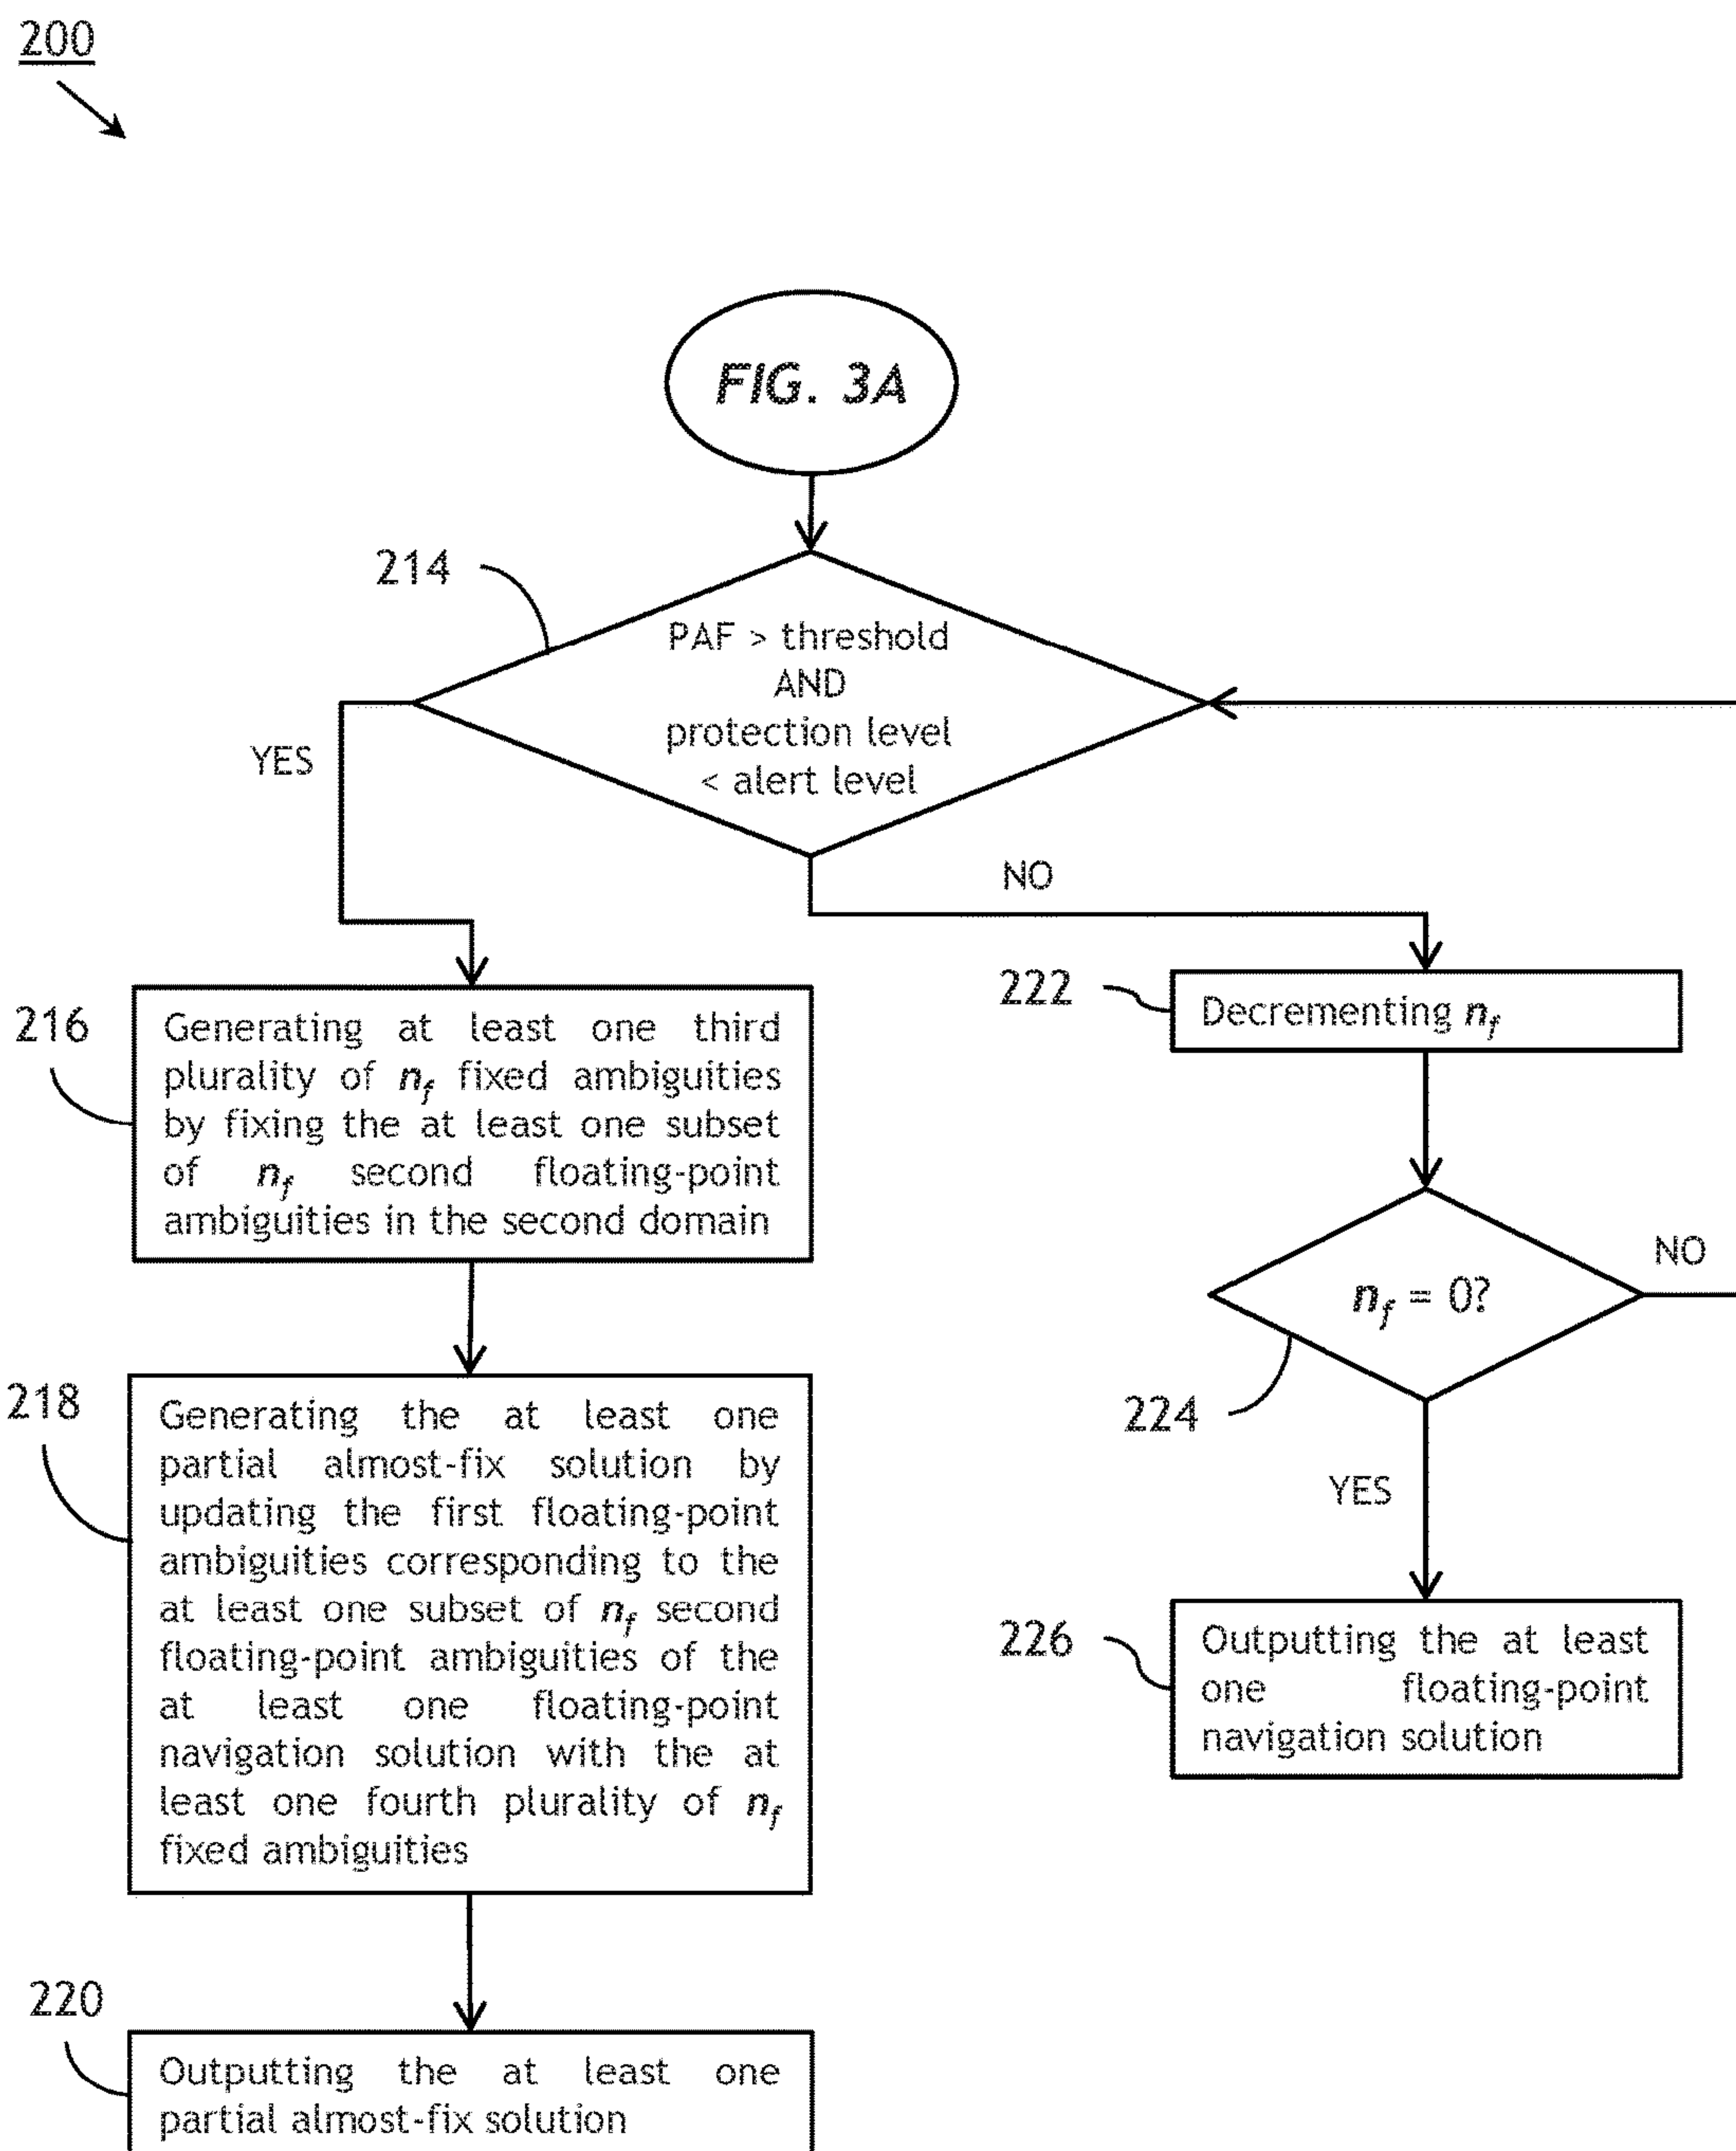 200
FIG. 3A
214
PAF > threshold
AND
protection level
< alert level
YES
NO
216
Generating at least one third
plurality of nf fixed ambiguities
by fixing the at least one subset
of nf second floating-point
ambiguities in the second domain
222
Decrementing nf
218
Generating the at least one
partial almost-fix solution by
updating the first floating-point
ambiguities corresponding to the
at least one subset of nf second
floating-point ambiguities of the
at least one floating-point
navigation solution with the at
least one fourth plurality of nf
fixed ambiguities
nf = 0?
NO
224
YES
226
Outputting the at least
one floating-point
navigation solution
220
Outputting the at least one
partial almost-fix solution